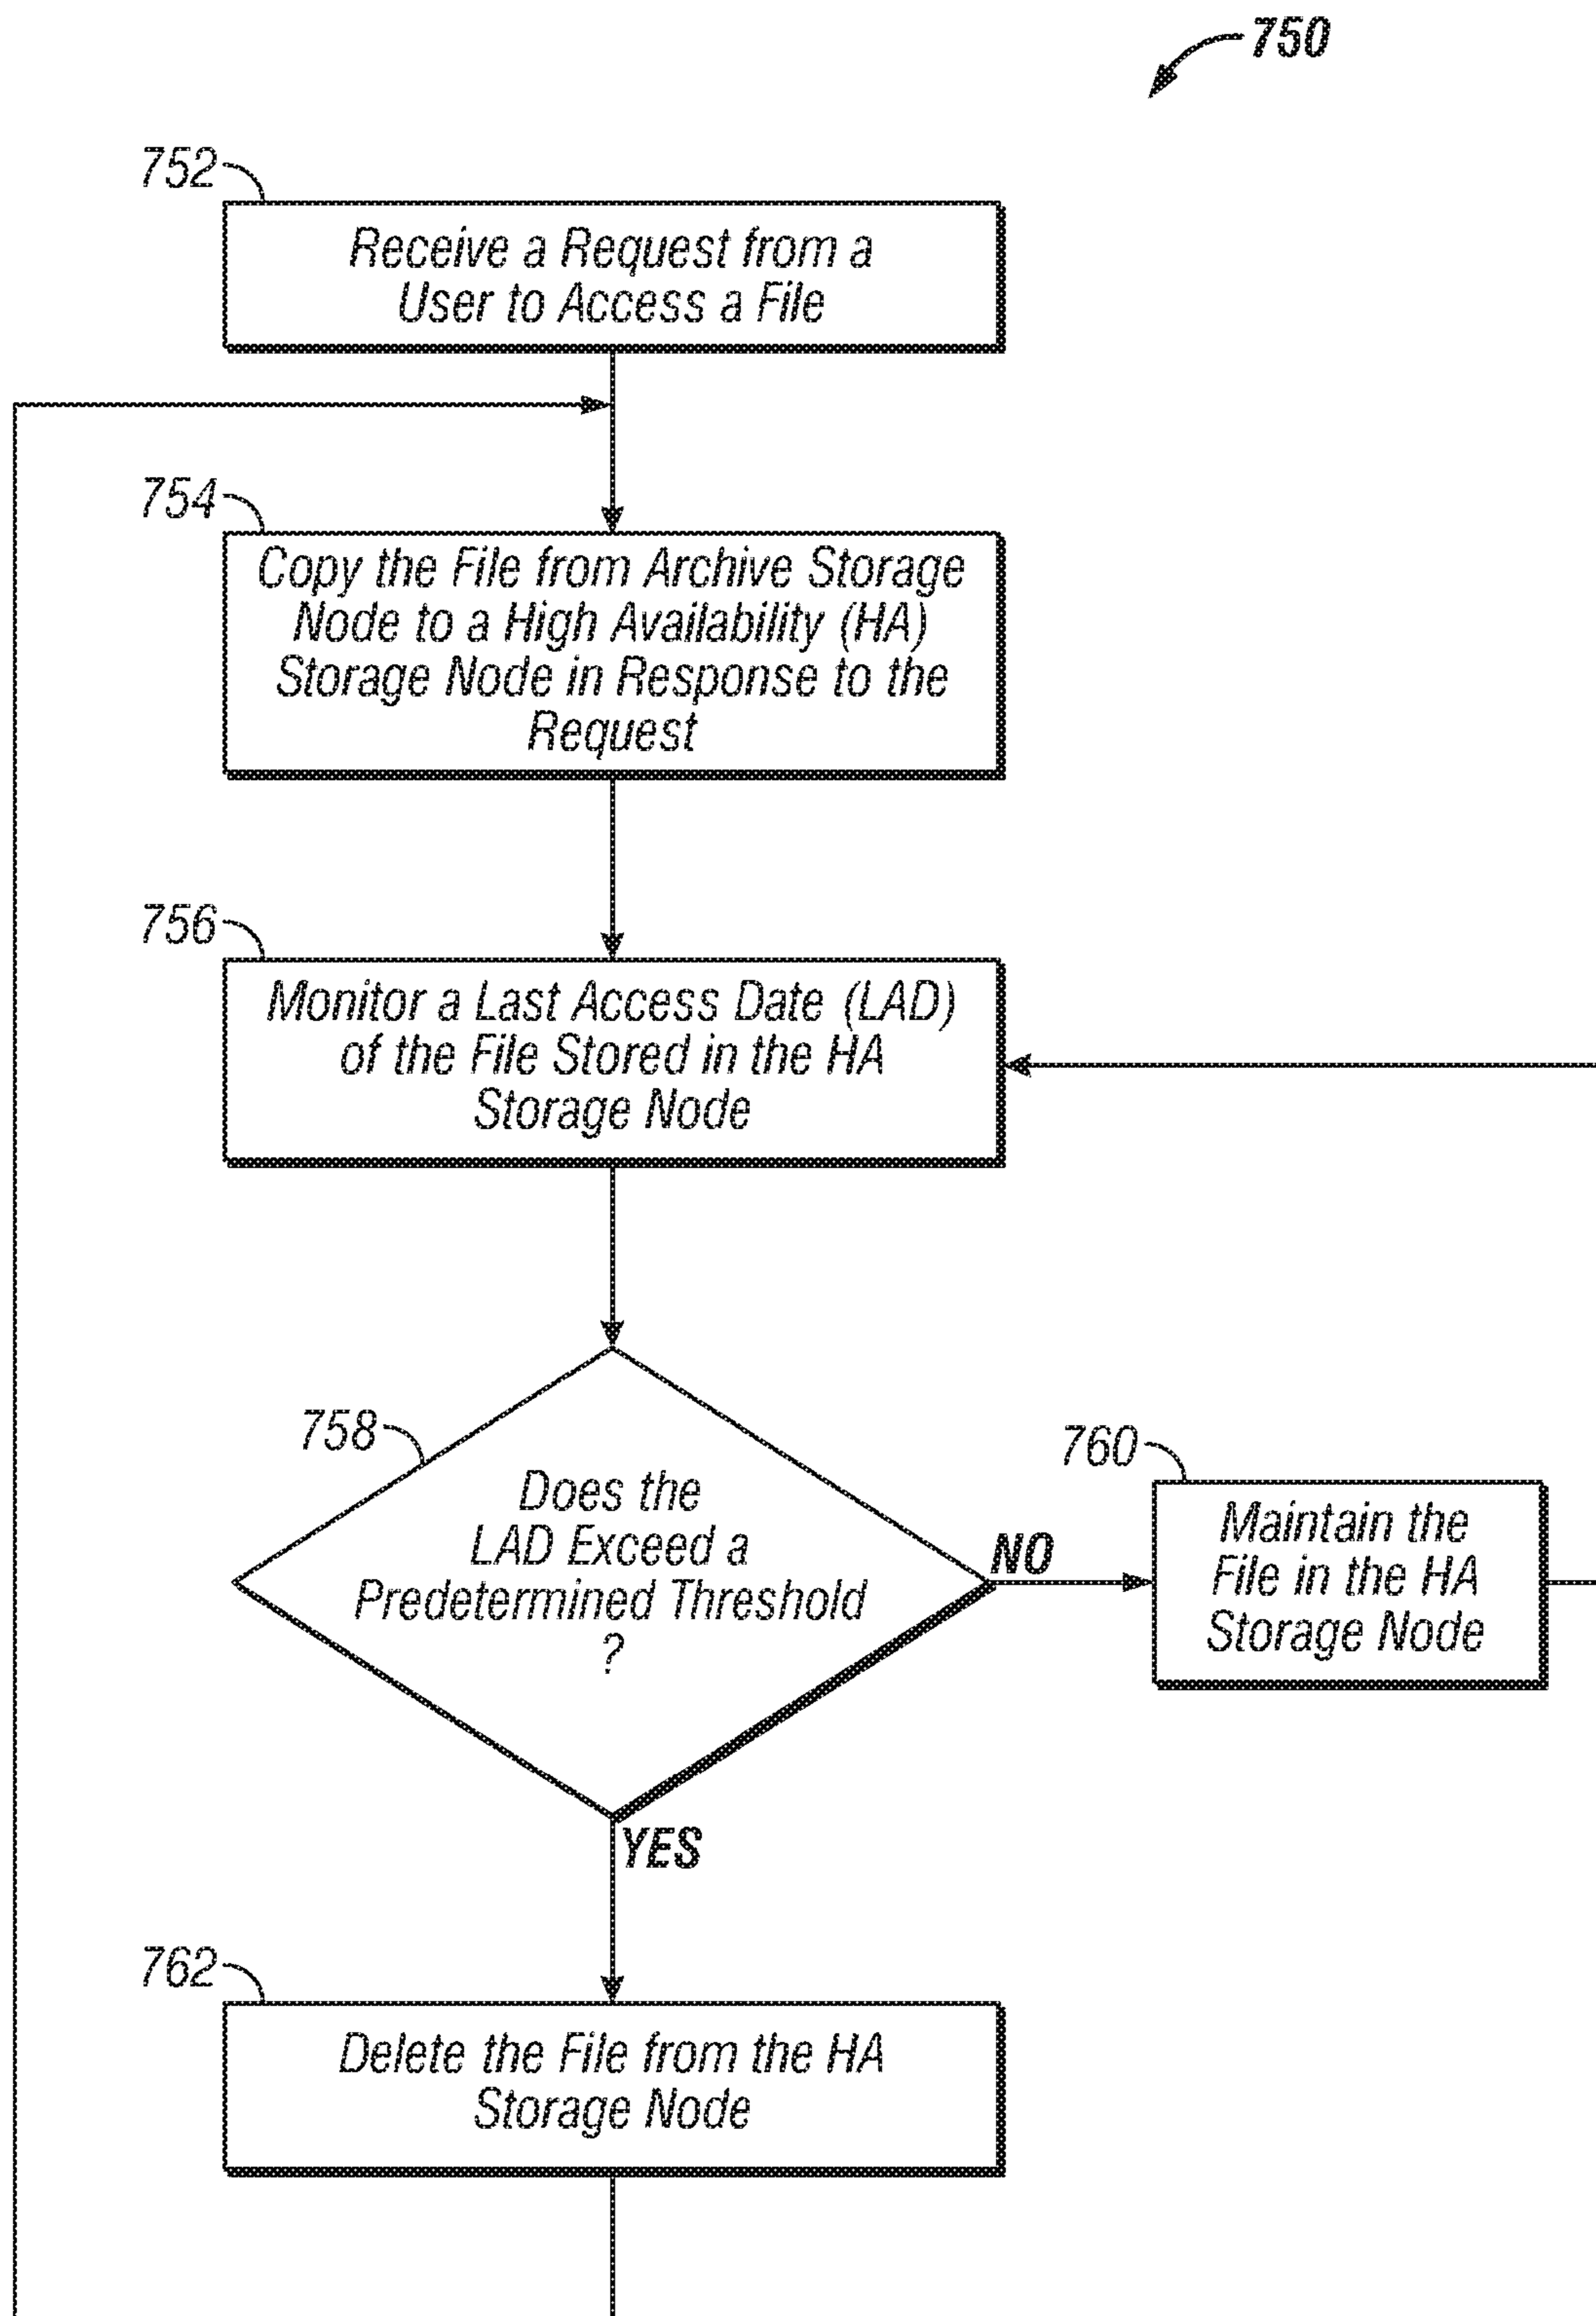 750
752
Receive a Request from a
User to Access a File
754
Copy the File from Archive Storage
Node to a High Availability (HA)
Storage Node in Response to the
Request
756
Monitor a Last Access Date (LAD)
of the File Stored in the HA
Storage Node
758
Does the
LAD Exceed a
Predetermined Threshold
?
NO
760
Maintain the
File in the HA
Storage Node
YES
762
Delete the File from the HA
Storage Node